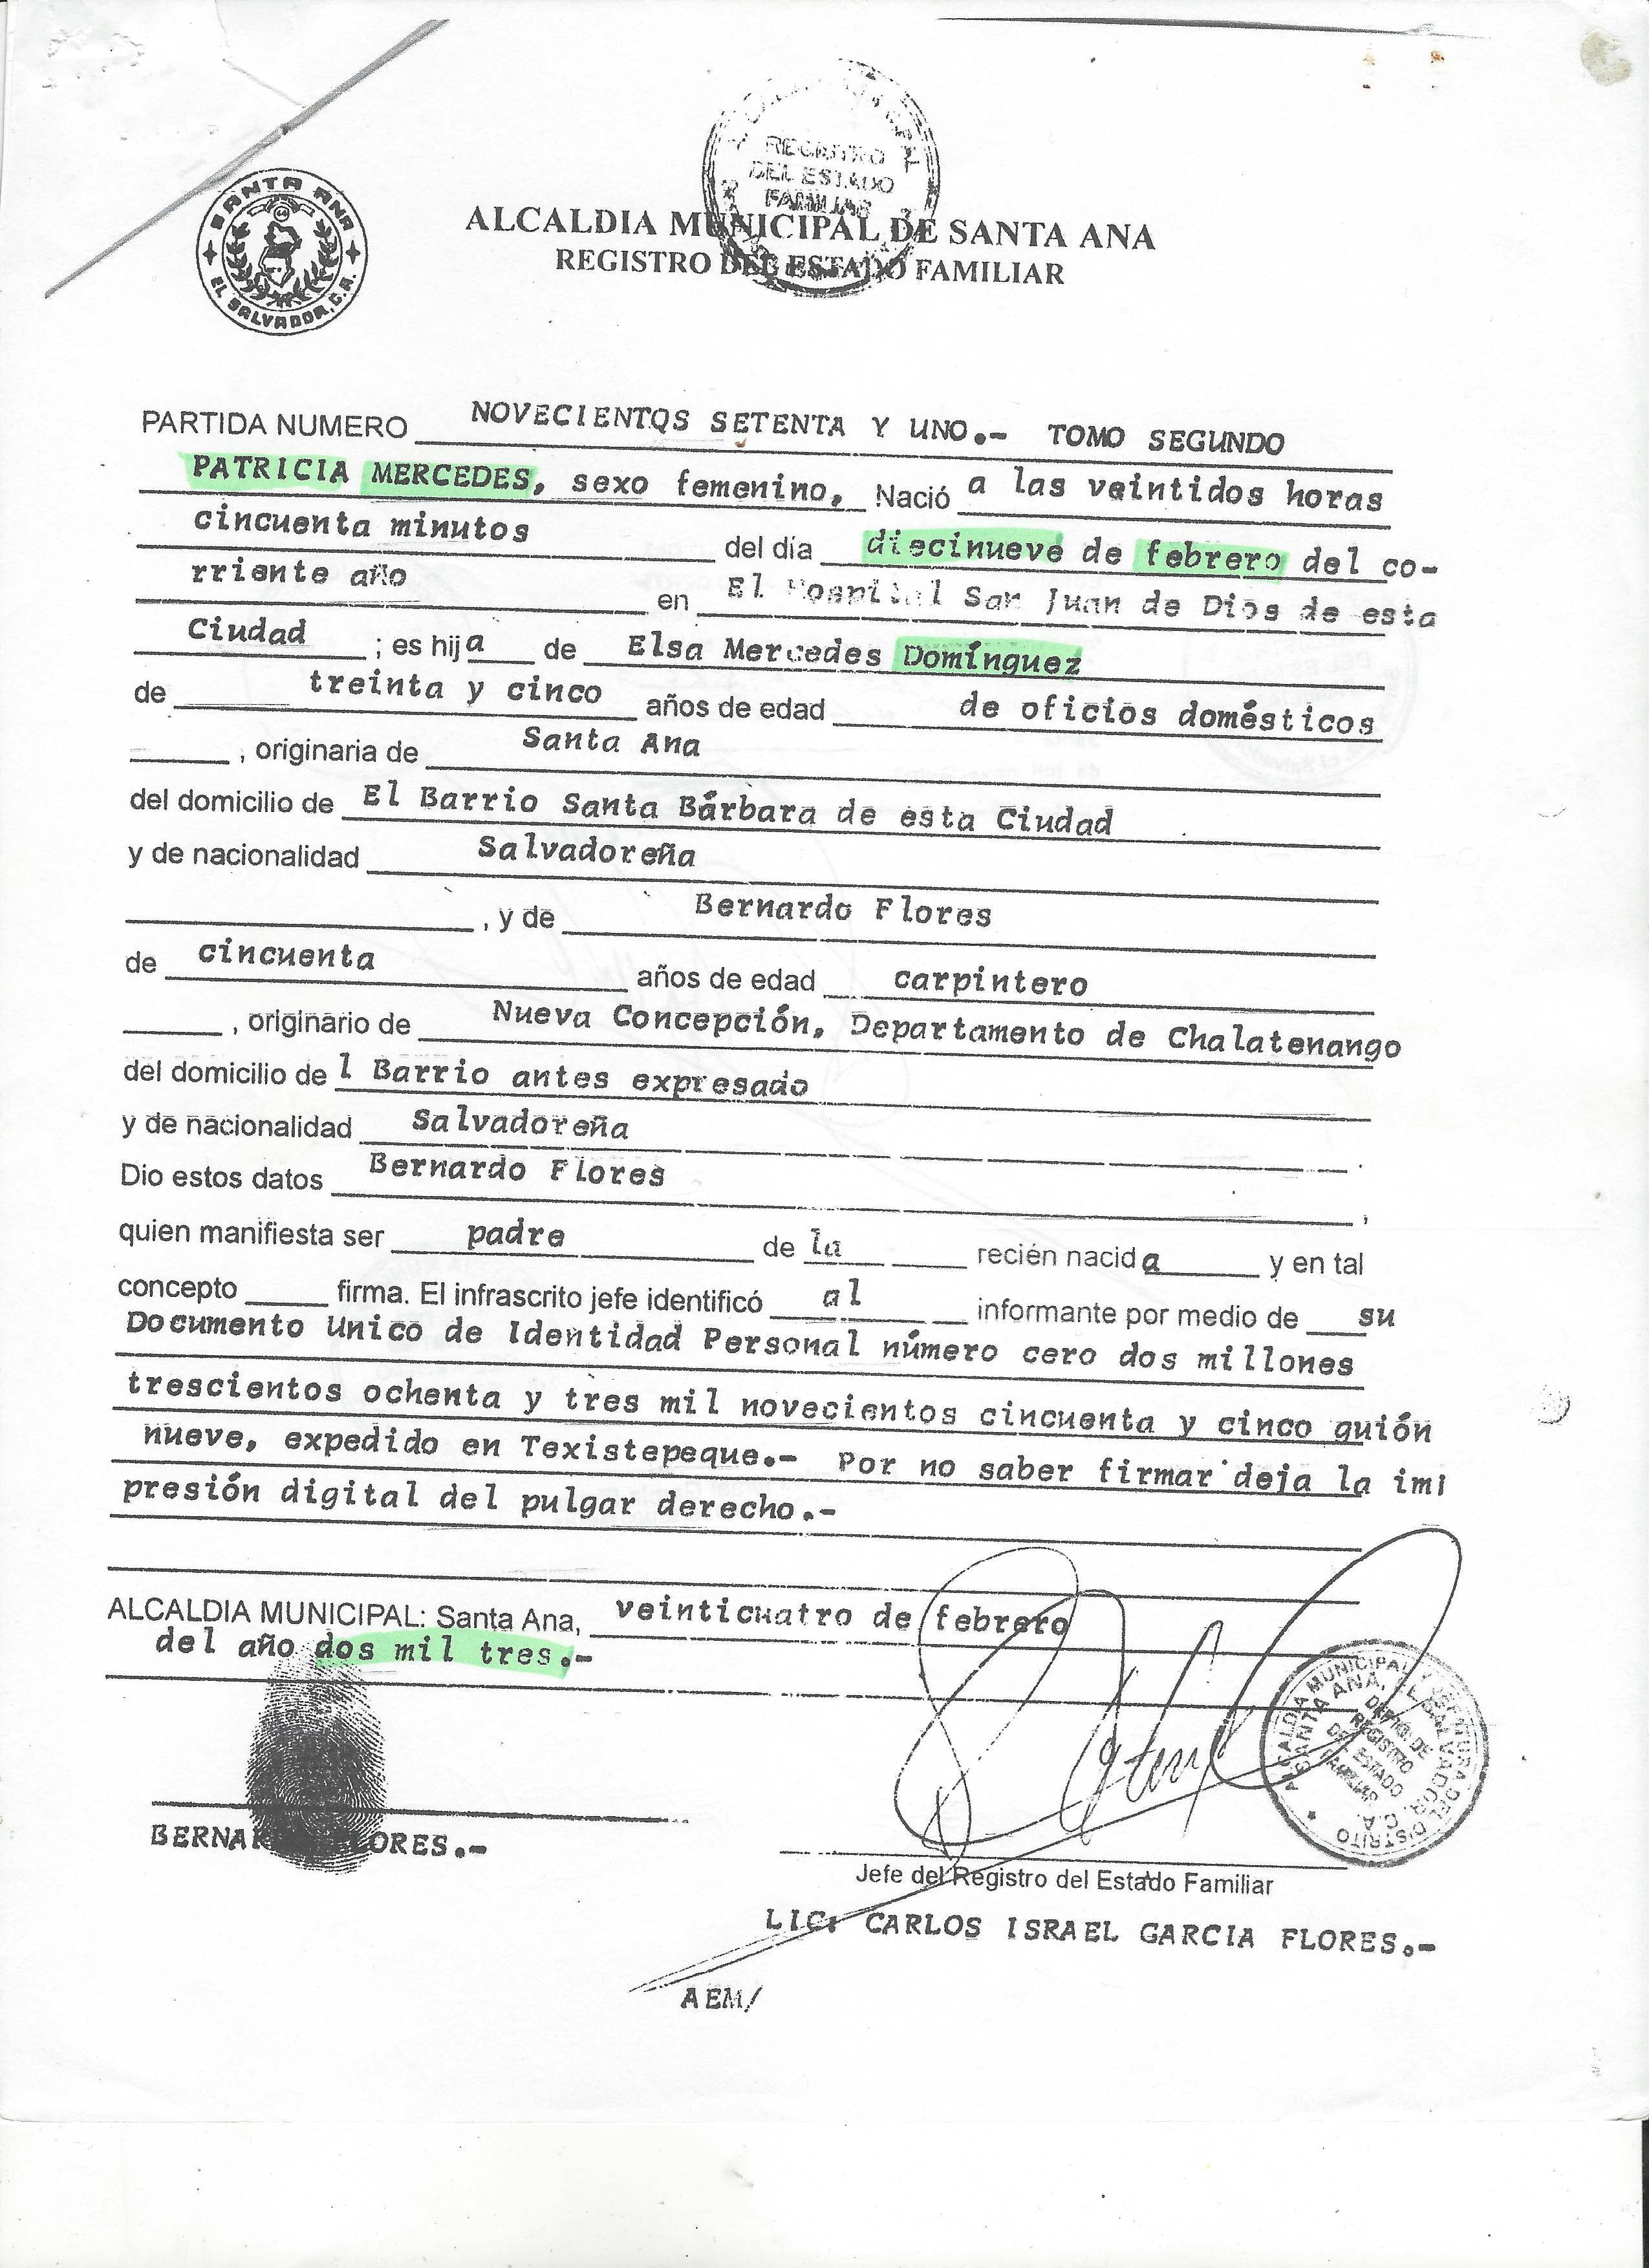 SANTA ANA
EL SALVADOR, C.A.
REGISTRO
DEL ESTADO
FAMILIAR
ALCALDIA MUNICIPAL DE SANTA ANA
REGISTRO DEL ESTADO FAMILIAR
PARTIDA NUMERO NOVECIENTOS SETENTA Y UNO.- TOMO SEGUNDO
PATRICIA MERCEDES, sexo femenino, Nació a las veintidos horas
cincuenta minutos del día diecinueve de febrero del co-
rriente año en El Hospital San Juan de Dios de esta
Ciudad ; es hija de Elsa Mercedes Domínguez
de treinta y cinco años de edad de oficios domésticos
, originaria de Santa Ana
del domicilio de El Barrio Santa Bárbara de esta Ciudad
y de nacionalidad Salvadoreña
, y de Bernardo Flores
de cincuenta años de edad carpintero
, originario de Nueva Concepción, Departamento de Chalatenango
del domicilio de l Barrio antes expresado
y de nacionalidad Salvadoreña
Dio estos datos Bernardo Flores
quien manifiesta ser padre de la recién nacida y en tal
concepto firma. El infrascrito jefe identificó al informante por medio de su
Documento Unico de Identidad Personal número cero dos millones
trescientos ochenta y tres mil novecientos cincuenta y cinco guión
nueve, expedido en Texistepeque.- Por no saber firmar deja la im
presión digital del pulgar derecho.-
ALCALDIA MUNICIPAL: Santa Ana, veinticuatro de febrero
del año dos mil tres.-
ALCALDIA MUNICIPAL
SANTA ANA, EL SALVADOR, C.A.
DEPTO. DE
REGISTRO
DEL ESTADO
FAMILIAR
BERNARDO FLORES.-
Jefe del Registro del Estado Familiar
LIC. CARLOS ISRAEL GARCIA FLORES.-
AEM/